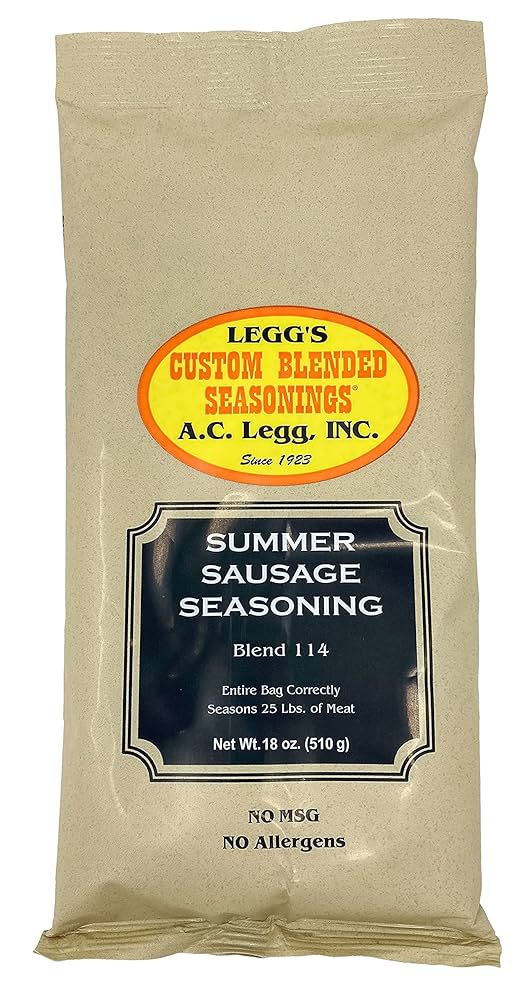 LEGG'S
CUSTOM BLENDED
SEASONINGS®
A.C. Legg, INC.
Since 1923
SUMMER
SAUSAGE
SEASONING
Blend 114
Entire Bag Correctly
Seasons 25 Lbs. of Meat
Net Wt. 18 oz. (510 g)
NO MSG
NO Allergens